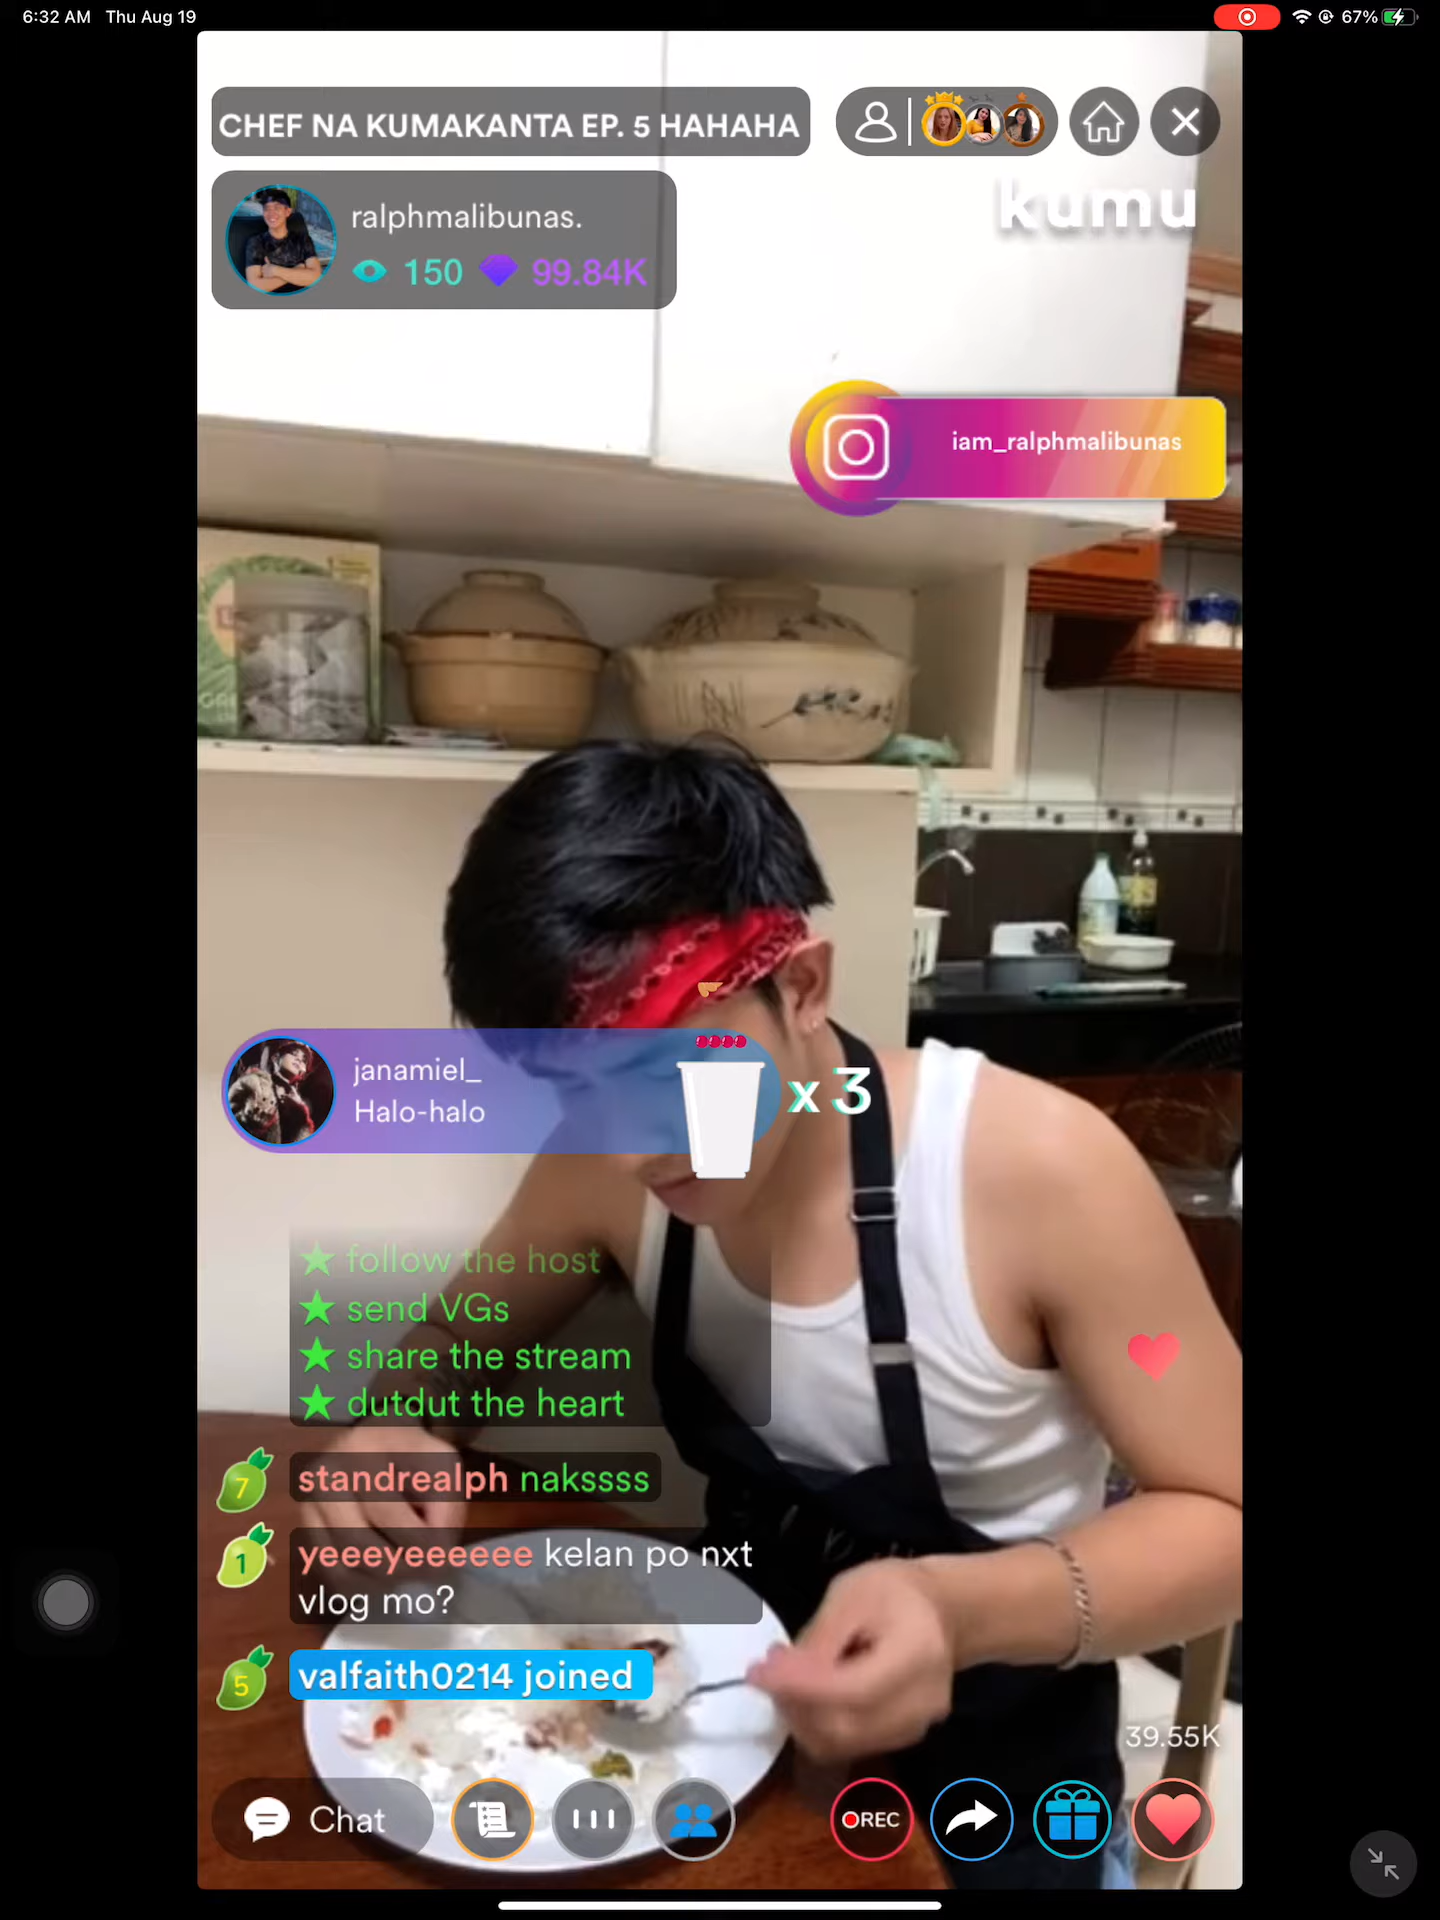 6:32 AM Thu Aug 19
67%
CHEF NA KUMAKANTA EP. 5 HAHAHA
ralphmalibunas.
150 99.84K
kumu
iam_ralphmalibunas
janamiel_
Halo-halo
x 3
★ follow the host
★ send VGs
★ share the stream
★ dutdut the heart
7 standrealph nakssss
1 yeeeyeeeeee kelan po nxt
vlog mo?
5 valfaith0214 joined
39.55K
Chat
REC